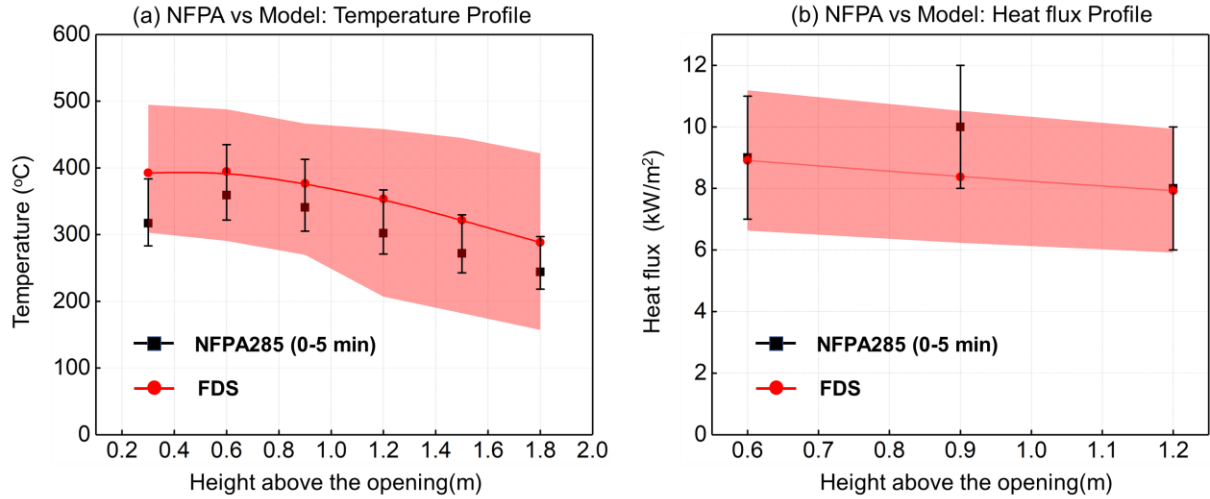 (a) NFPA vs Model: Temperature Profile
600
500
400
300
200
100
0
Temperature (°C)
NFPA285 (0-5 min)
FDS
0.2 0.4 0.6 0.8 1.0 1.2 1.4 1.6 1.8 2.0
Height above the opening(m)
(b) NFPA vs Model: Heat flux Profile
12
10
8
6
4
2
0
Heat flux (kW/m²)
NFPA285 (0-5 min)
FDS
0.6 0.7 0.8 0.9 1.0 1.1 1.2
Height above the opening(m)